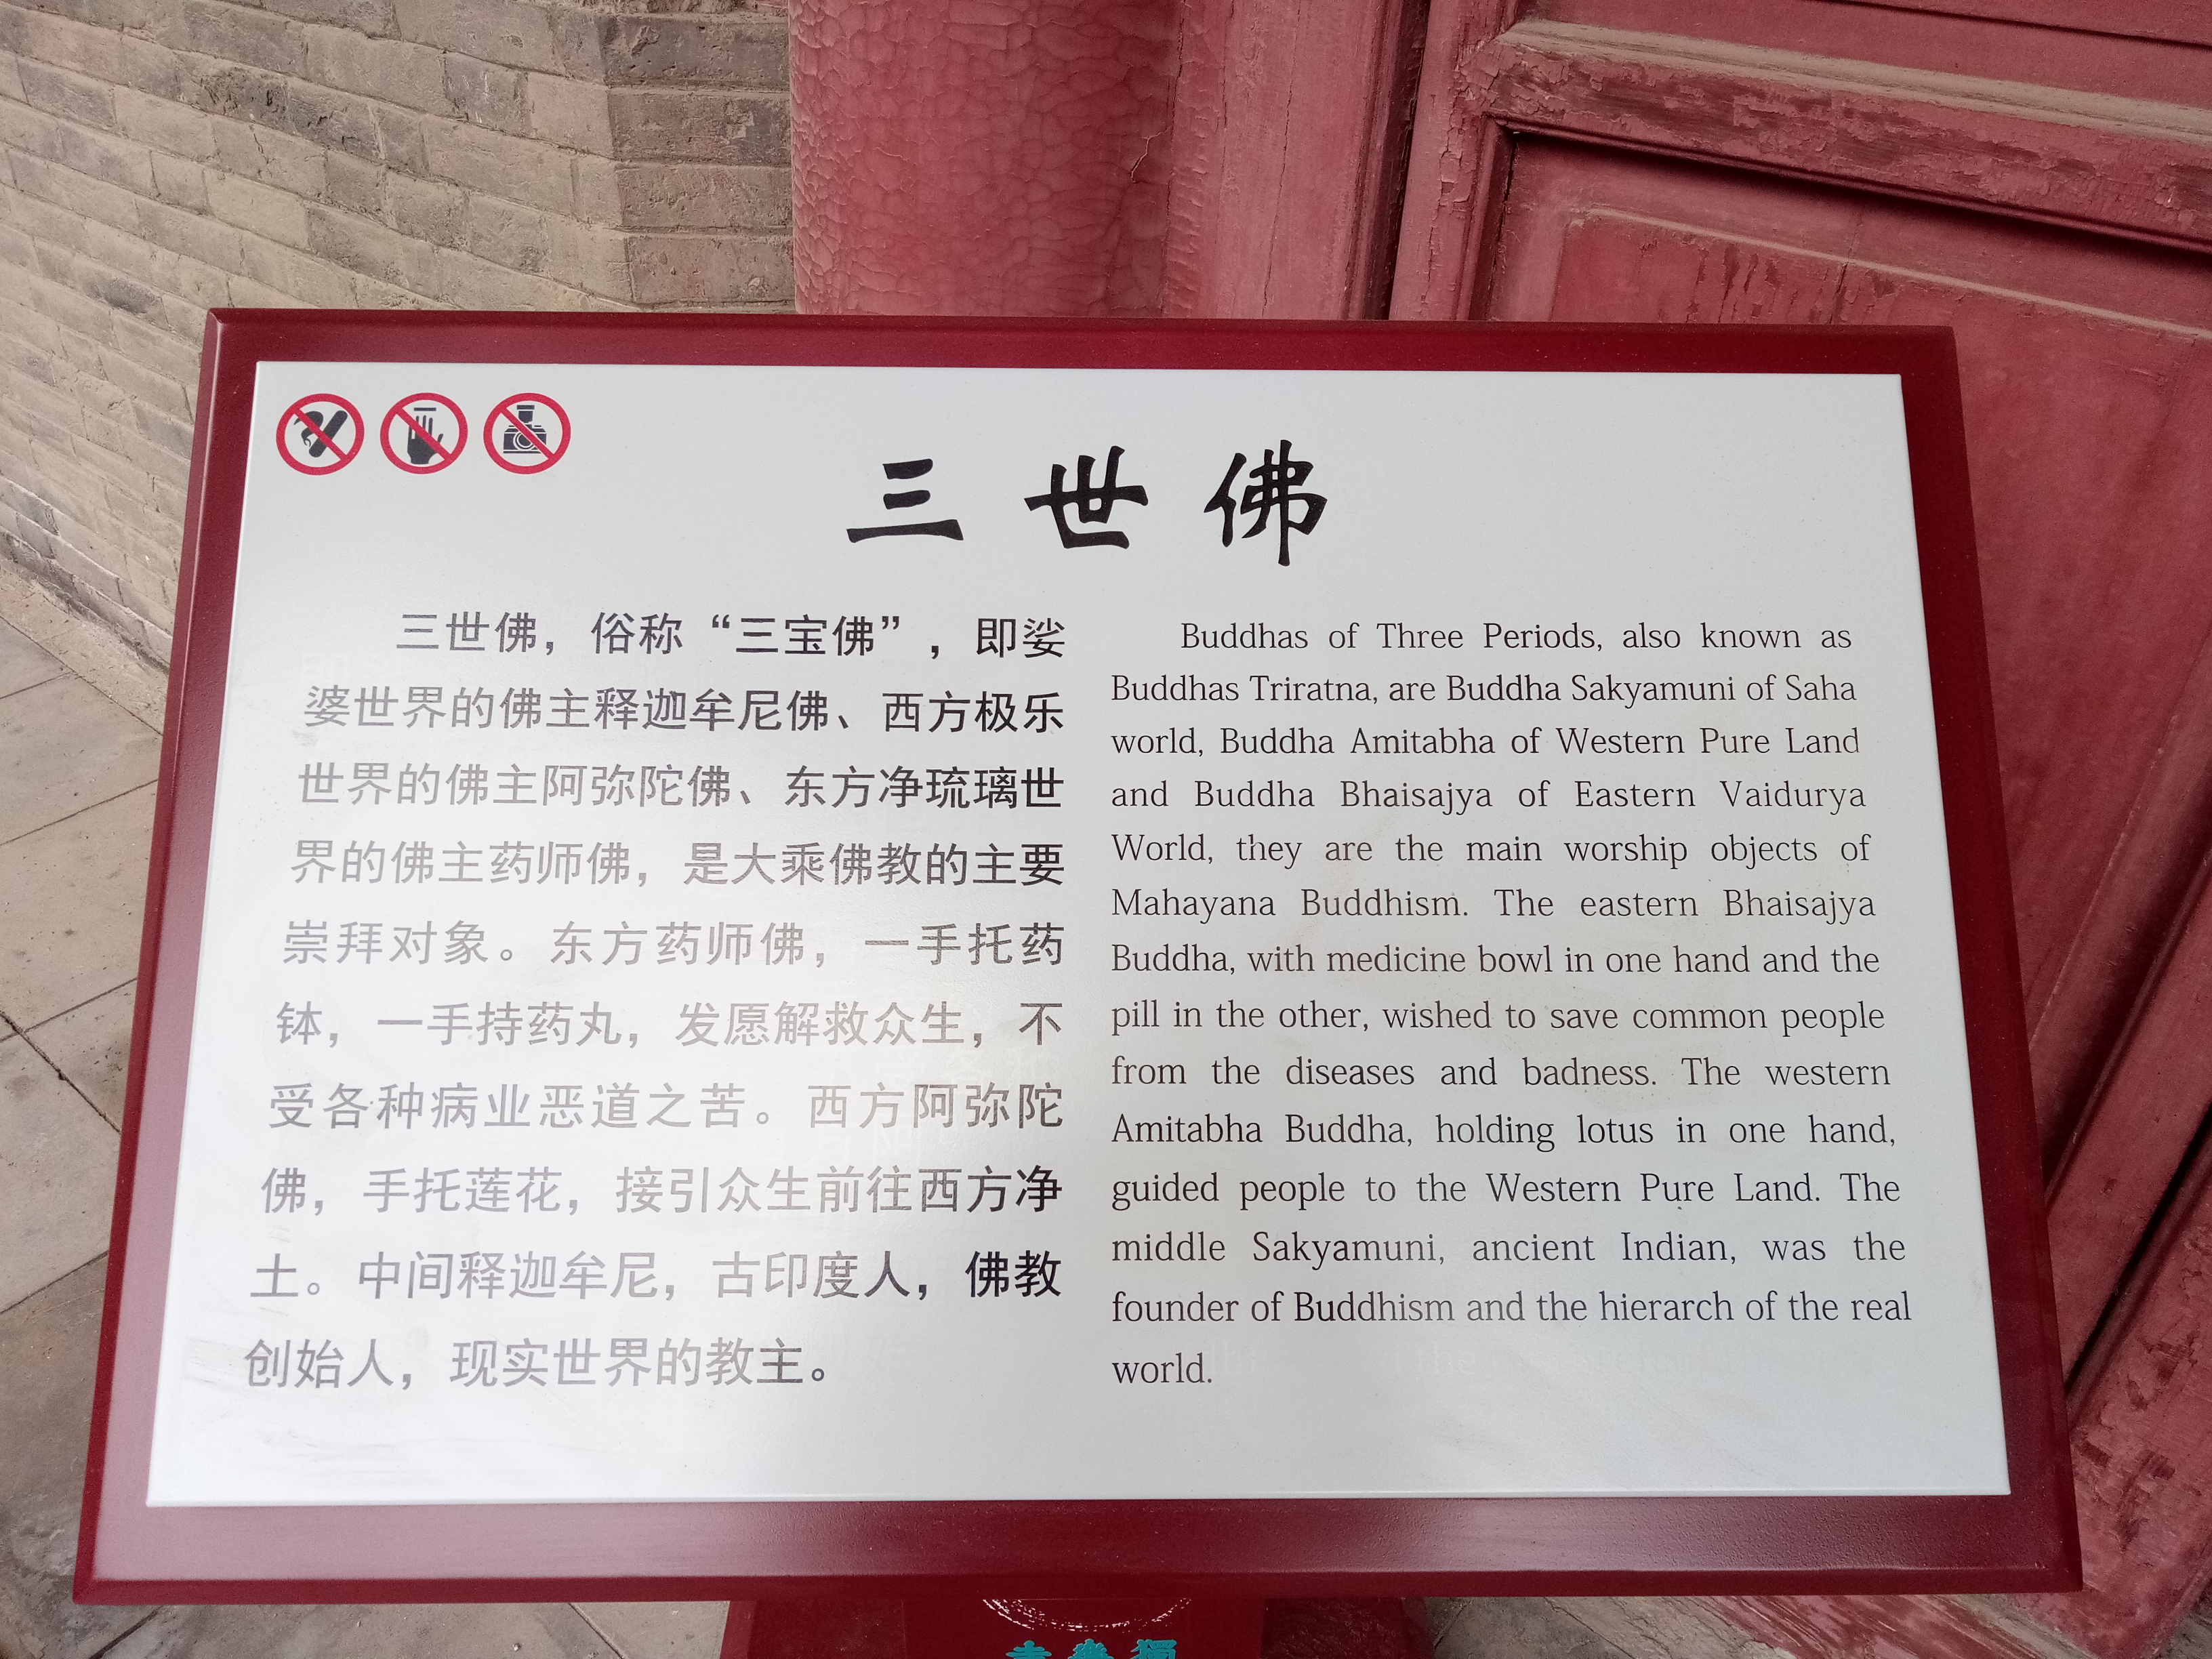 三世佛
三世佛，俗称“三宝佛”，即娑
婆世界的佛主释迦牟尼佛、西方极乐
世界的佛主阿弥陀佛、东方净琉璃世
界的佛主药师佛，是大乘佛教的主要
崇拜对象。东方药师佛，一手托药
钵，一手持药丸，发愿解救众生，不
受各种病业恶道之苦。西方阿弥陀
佛，手托莲花，接引众生前往西方净
土。中间释迦牟尼，古印度人，佛教
创始人，现实世界的教主。
Buddhas of Three Periods, also known as
Buddhas Triratna, are Buddha Sakyamuni of Saha
world, Buddha Amitabha of Western Pure Land
and Buddha Bhaisajya of Eastern Vaidurya
World, they are the main worship objects of
Mahayana Buddhism. The eastern Bhaisajya
Buddha, with medicine bowl in one hand and the
pill in the other, wished to save common people
from the diseases and badness. The western
Amitabha Buddha, holding lotus in one hand,
guided people to the Western Pure Land. The
middle Sakyamuni, ancient Indian, was the
founder of Buddhism and the hierarch of the real
world.